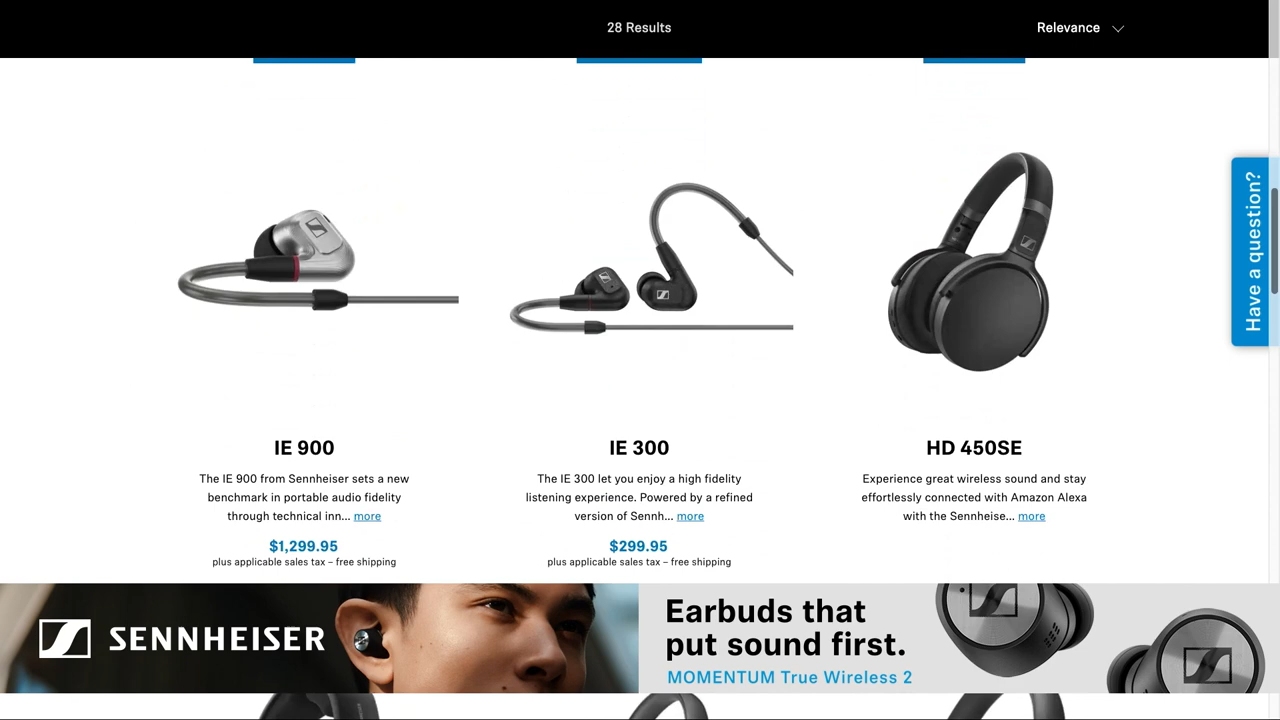 28 Results
Relevance
Have a question?
IE 900
The IE 900 from Sennheiser sets a new
benchmark in portable audio fidelity
through technical inn... more
$1,299.95
plus applicable sales tax – free shipping
IE 300
The IE 300 let you enjoy a high fidelity
listening experience. Powered by a refined
version of Sennh... more
$299.95
plus applicable sales tax – free shipping
HD 450SE
Experience great wireless sound and stay
effortlessly connected with Amazon Alexa
with the Sennheise... more
SENNHEISER
Earbuds that
put sound first.
MOMENTUM True Wireless 2